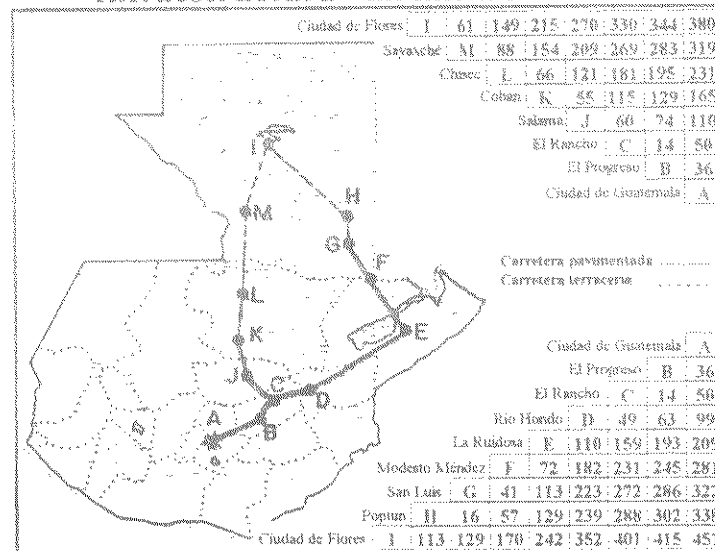 Ciudad de Flores I 61 149 215 270 330 344 380
Sayaxché M 88 154 209 269 283 319
Chisec L 66 121 181 195 231
Coban K 55 115 129 165
Salama J 60 74 110
El Rancho C 14 50
El Progreso B 36
Ciudad de Guatemala A
I
M
H
G
F
L
E
K
J
C
D
A
B
Carretera pavimentada
Carretera terraceria
Ciudad de Guatemala A
El Progreso B 36
El Rancho C 14 50
Rio Hondo D 49 63 99
La Ruidosa E 110 159 193 209
Modesto Méndez F 72 182 231 245 281
San Luis G 41 113 223 272 286 322
Poptun H 16 57 129 239 288 302 338
Ciudad de Flores I 113 129 170 242 352 401 415 451